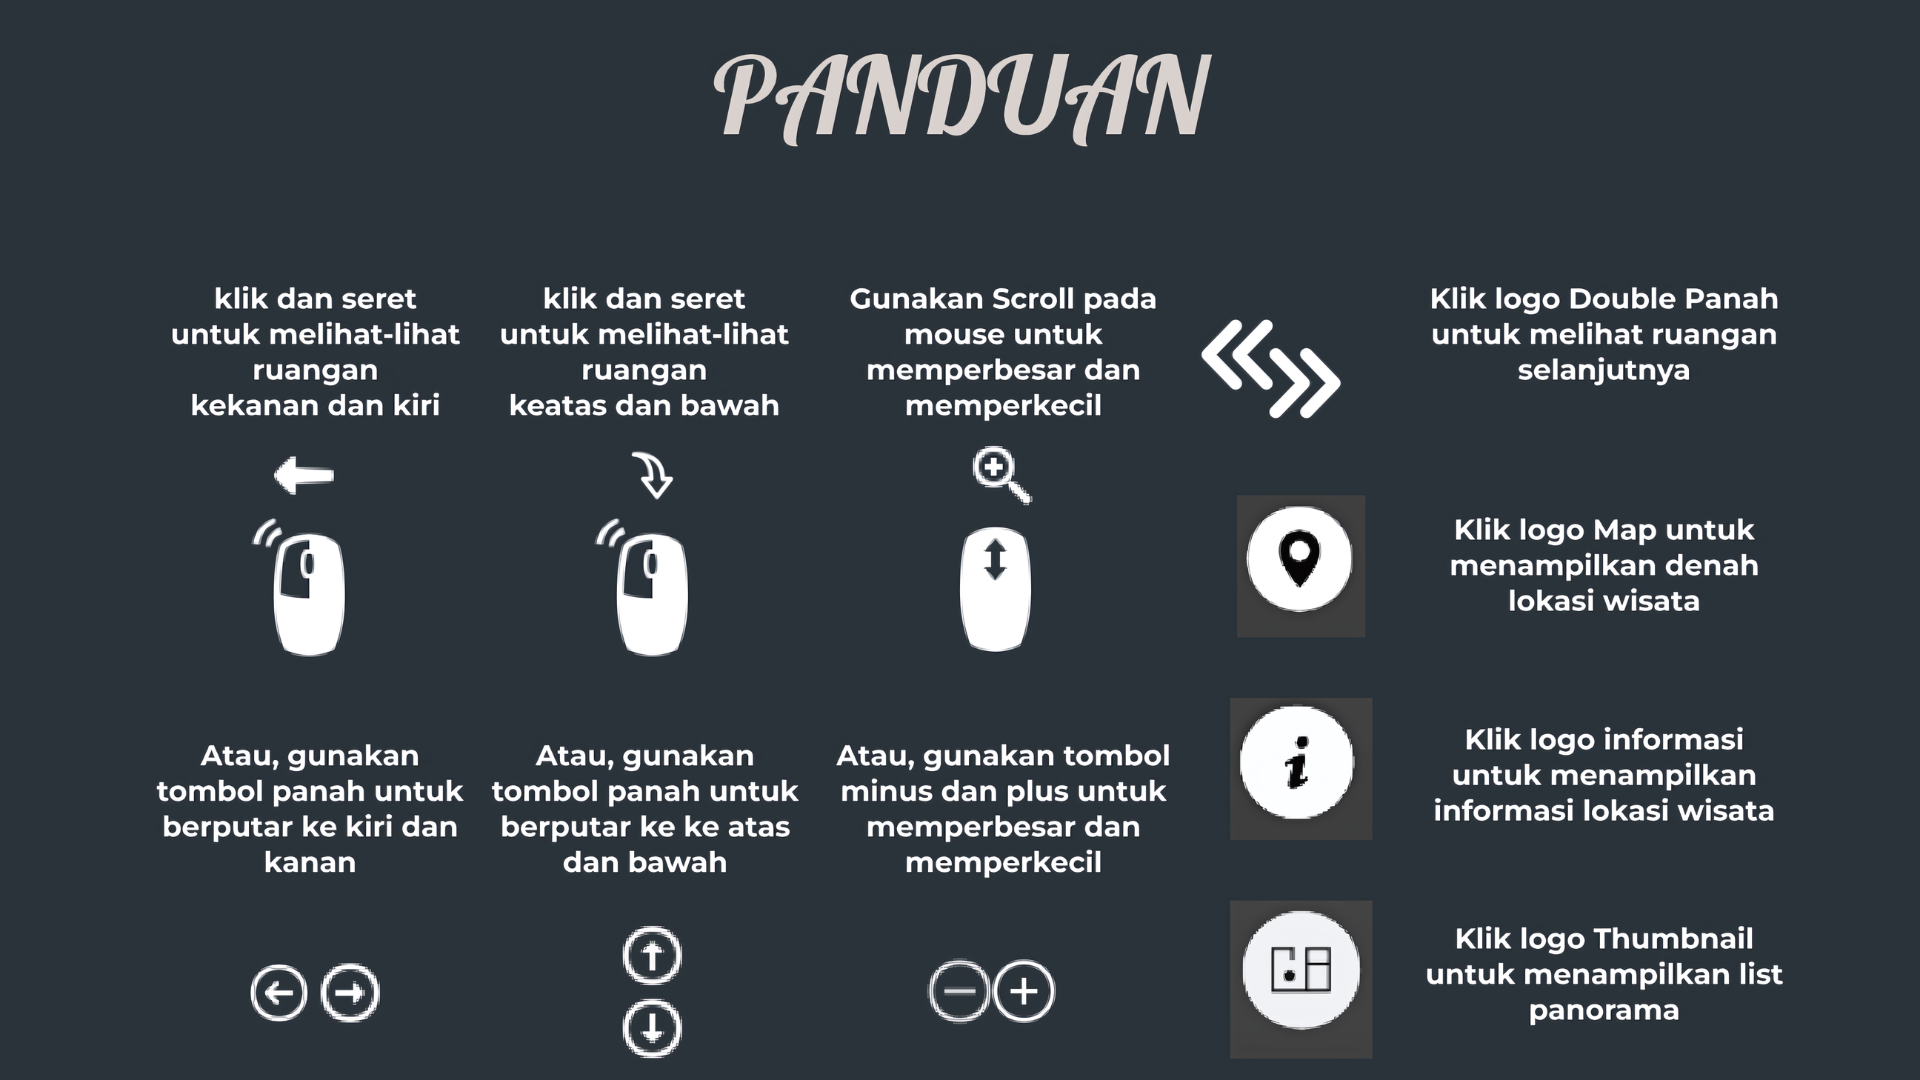 PANDUAN
klik dan seret
untuk melihat-lihat
ruangan
kekanan dan kiri
klik dan seret
untuk melihat-lihat
ruangan
keatas dan bawah
Gunakan Scroll pada
mouse untuk
memperbesar dan
memperkecil
Klik logo Double Panah
untuk melihat ruangan
selanjutnya
Klik logo Map untuk
menampilkan denah
lokasi wisata
Atau, gunakan
tombol panah untuk
berputar ke kiri dan
kanan
Atau, gunakan
tombol panah untuk
berputar ke ke atas
dan bawah
Atau, gunakan tombol
minus dan plus untuk
memperbesar dan
memperkecil
i
Klik logo informasi
untuk menampilkan
informasi lokasi wisata
Klik logo Thumbnail
untuk menampilkan list
panorama